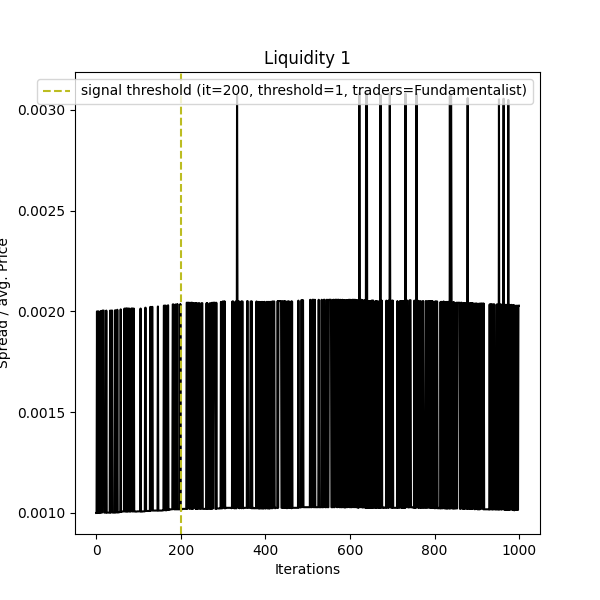 Liquidity 1
signal threshold (it=200, threshold=1, traders=Fundamentalist)
0.0030
0.0025
0.0020
0.0015
0.0010
Spread / avg. Price
0
200
400
600
800
1000
Iterations